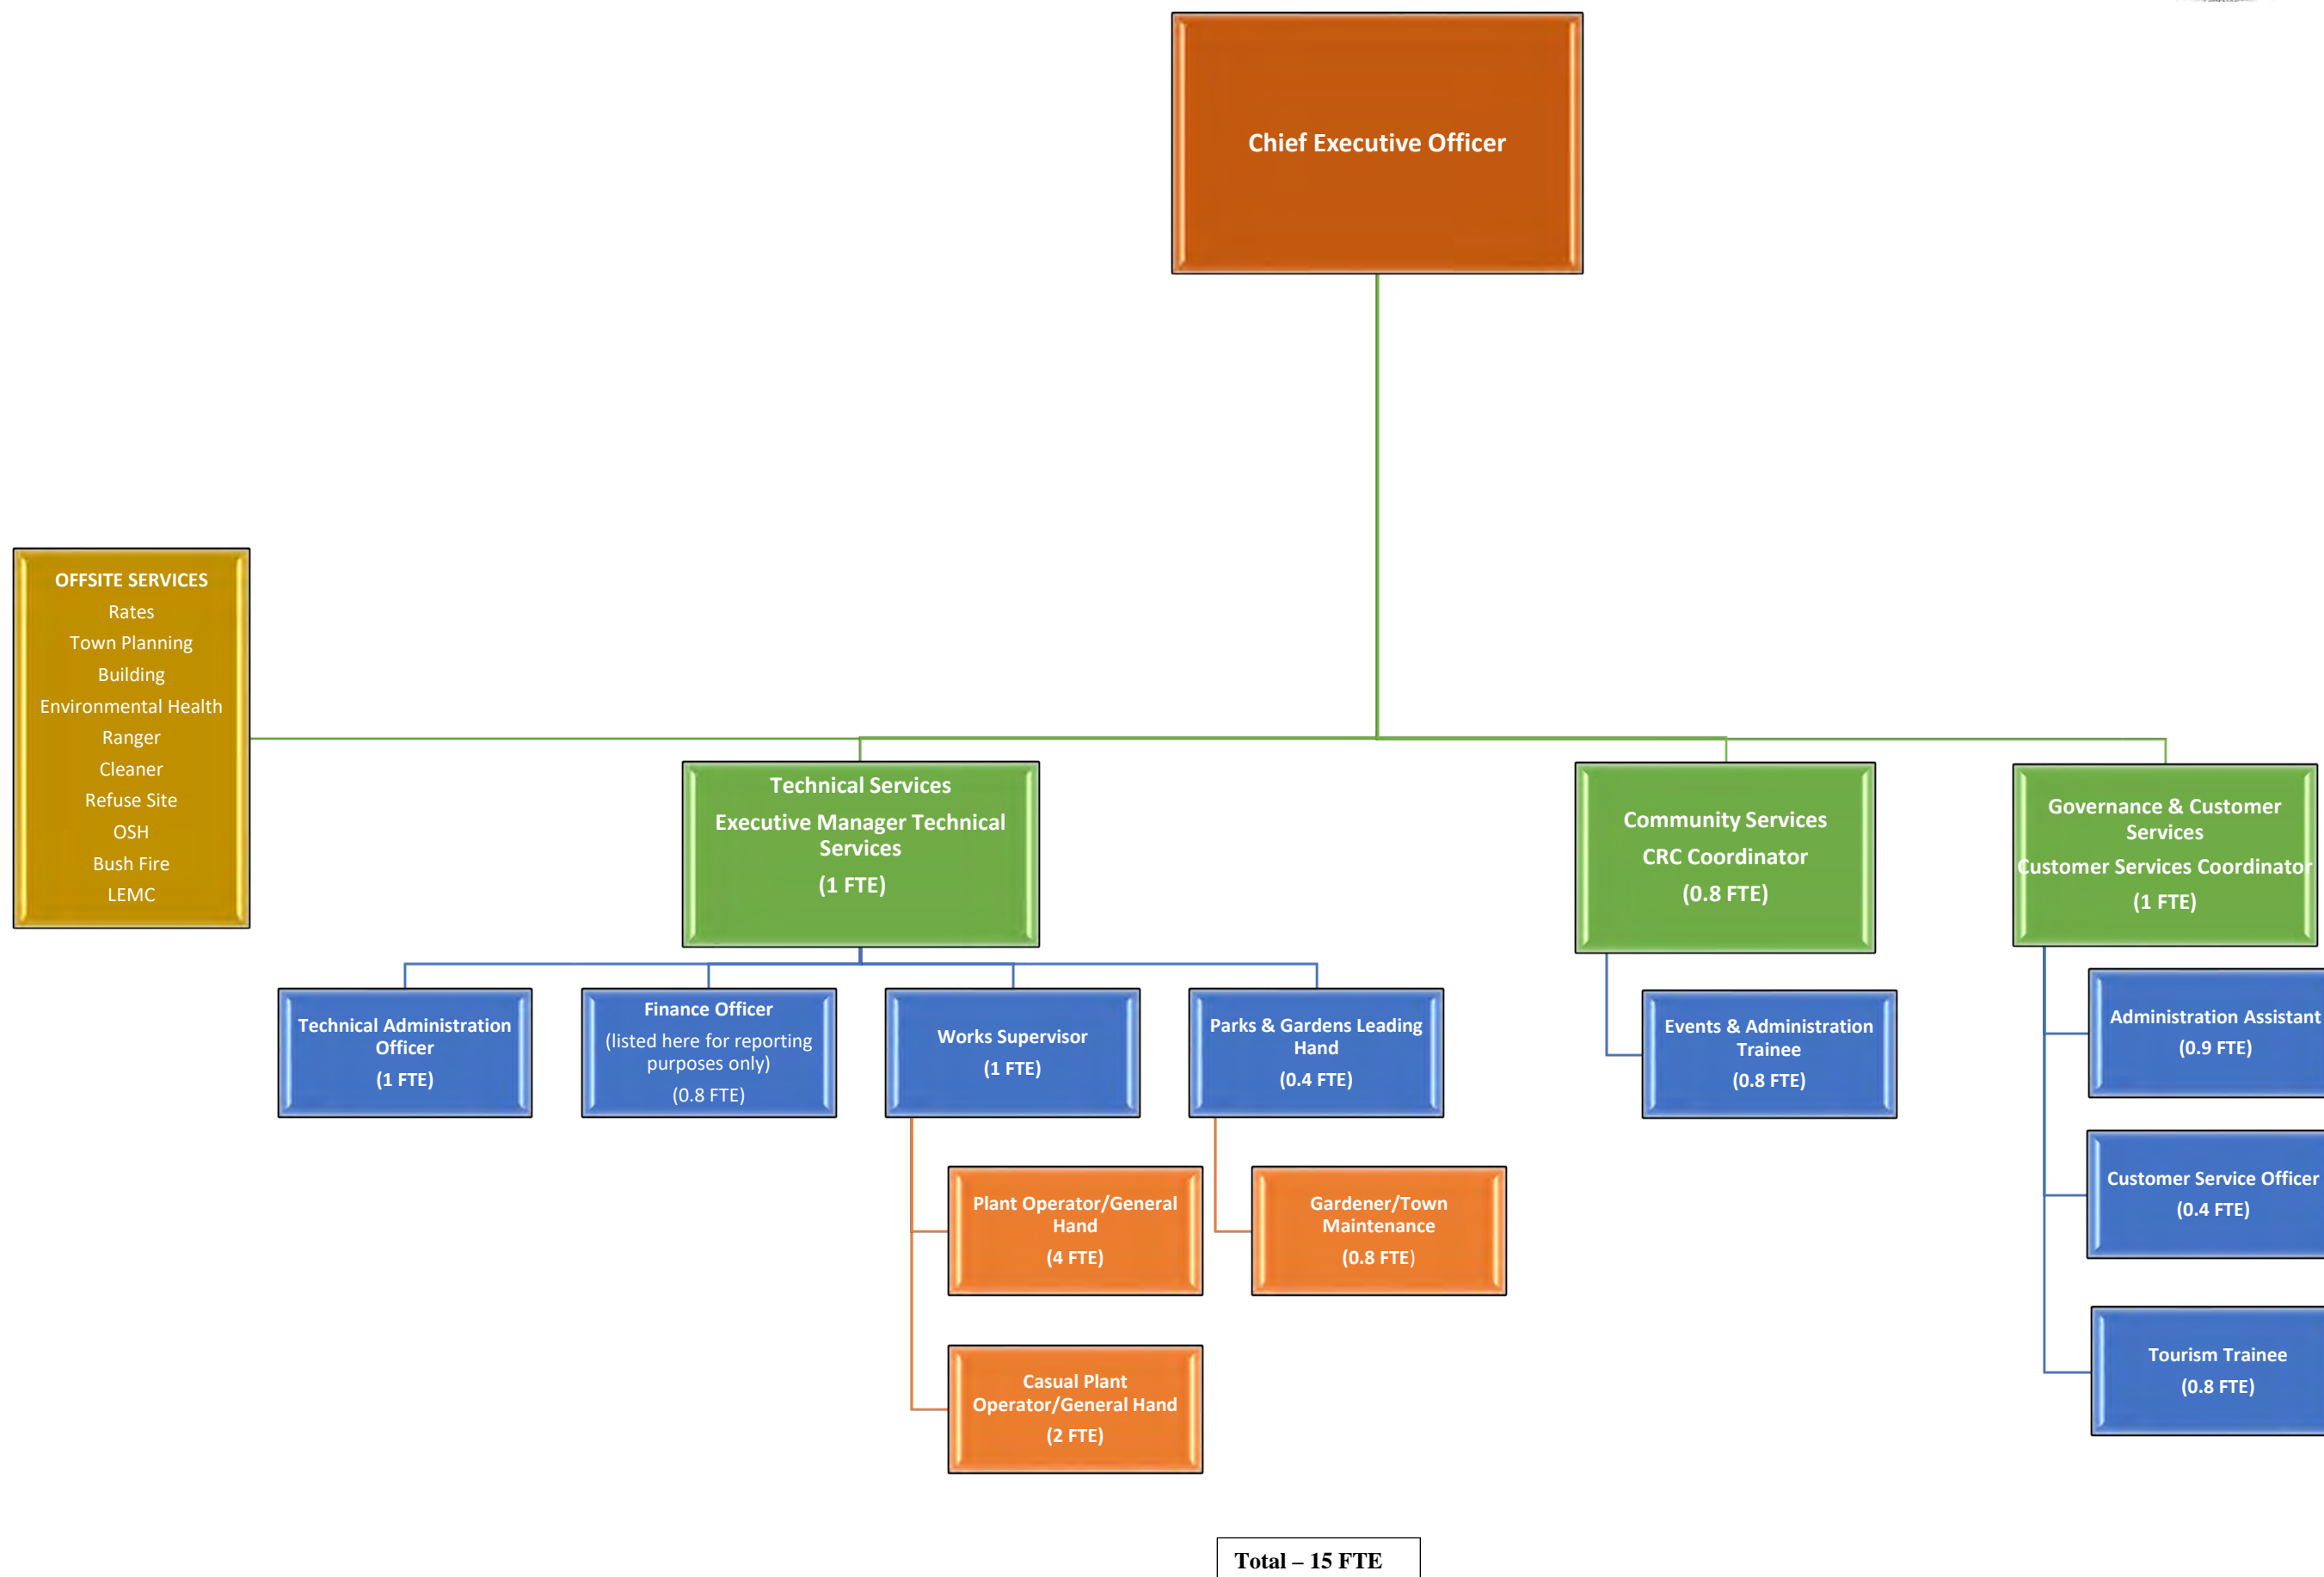 Chief Executive Officer
OFFSITE SERVICES
Rates
Town Planning
Building
Environmental Health
Ranger
Cleaner
Refuse Site
OSH
Bush Fire
LEMC
Technical Services
Executive Manager Technical
Services
(1 FTE)
Community Services
CRC Coordinator
(0.8 FTE)
Governance & Customer
Services
Customer Services Coordinator
(1 FTE)
Technical Administration
Officer
(1 FTE)
Finance Officer
(listed here for reporting
purposes only)
(0.8 FTE)
Works Supervisor
(1 FTE)
Parks & Gardens Leading
Hand
(0.4 FTE)
Events & Administration
Trainee
(0.8 FTE)
Administration Assistant
(0.9 FTE)
Customer Service Officer
(0.4 FTE)
Tourism Trainee
(0.8 FTE)
Plant Operator/General
Hand
(4 FTE)
Gardener/Town
Maintenance
(0.8 FTE)
Casual Plant
Operator/General Hand
(2 FTE)
Total – 15 FTE